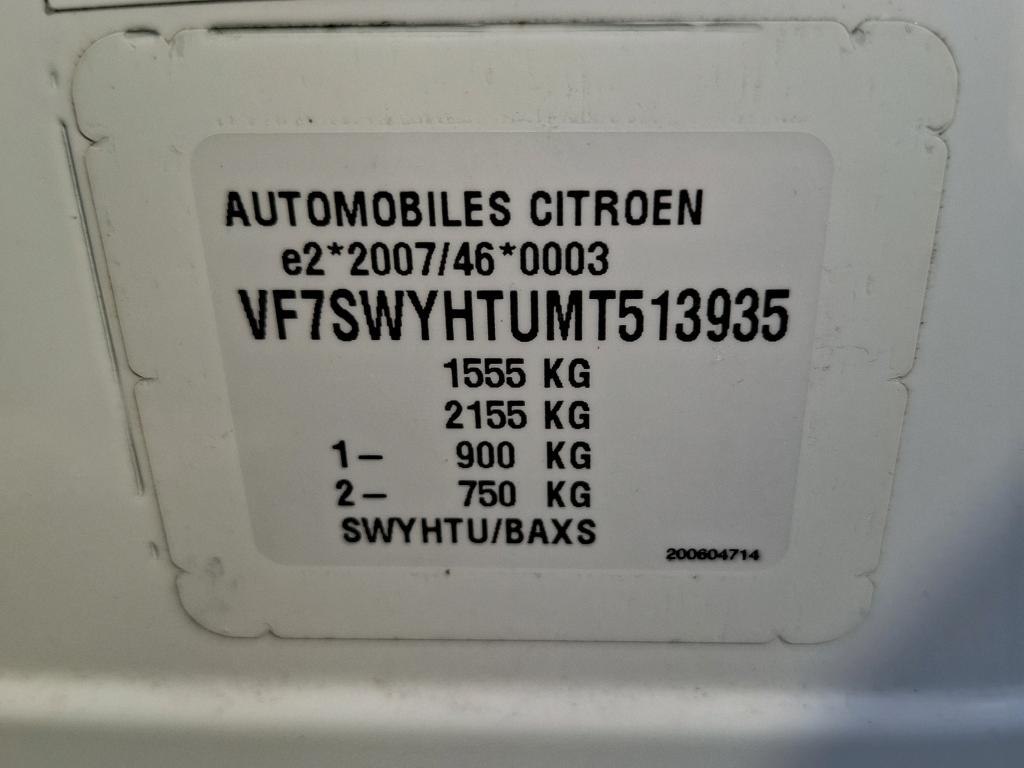 AUTOMOBILES CITROEN
e2*2007/46*0003
VF7SWYHTUMT513935
1555 KG
2155 KG
1– 900 KG
2– 750 KG
SWYHTU/BAXS
200604714